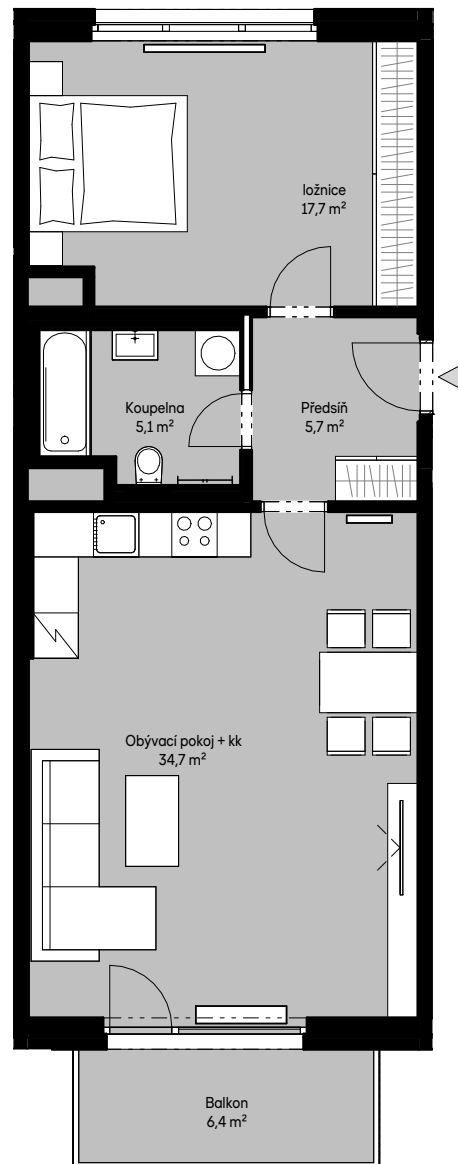 ložnice
17,7 m²
Koupelna
5,1 m²
Předsíň
5,7 m²
Obývací pokoj + kk
34,7 m²
Balkon
6,4 m²